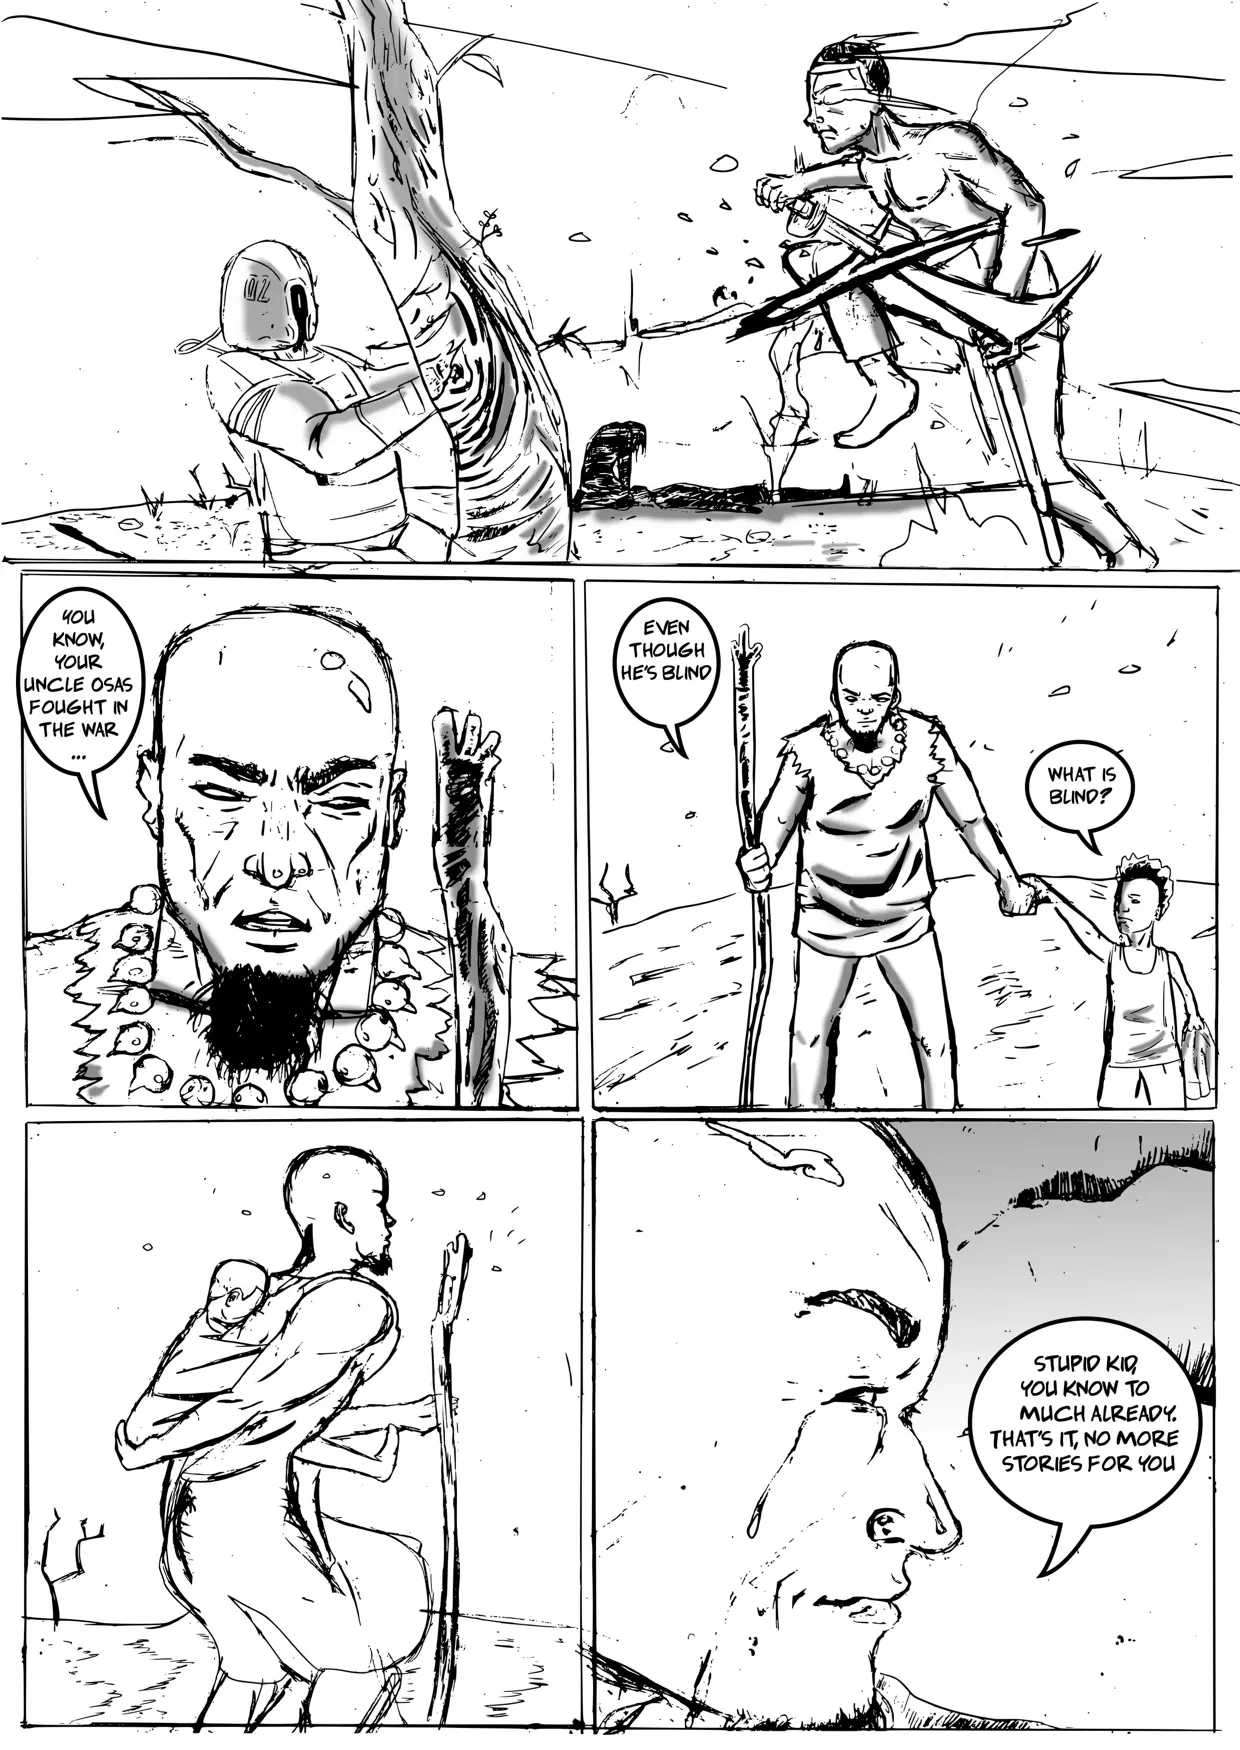 02
YOU
KNOW,
YOUR
UNCLE OSAS
FOUGHT IN
THE WAR
...
EVEN
THOUGH
HE'S BLIND
WHAT IS
BLIND?
STUPID KID,
YOU KNOW TO
MUCH ALREADY.
THAT'S IT, NO MORE
STORIES FOR YOU